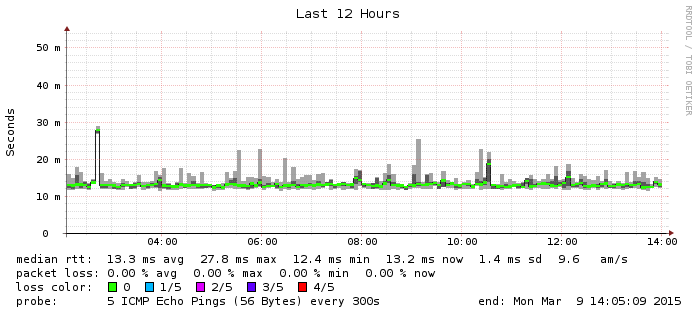 Last 12 Hours
RRDTOOL / TOBI OETIKER
Seconds
50 m
40 m
30 m
20 m
10 m
0
04:00 06:00 08:00 10:00 12:00 14:00
median rtt: 13.3 ms avg 27.8 ms max 12.4 ms min 13.2 ms now 1.4 ms sd 9.6 am/s
packet loss: 0.00 % avg 0.00 % max 0.00 % min 0.00 % now
loss color: 0 1/5 2/5 3/5 4/5
probe: 5 ICMP Echo Pings (56 Bytes) every 300s end: Mon Mar 9 14:05:09 2015